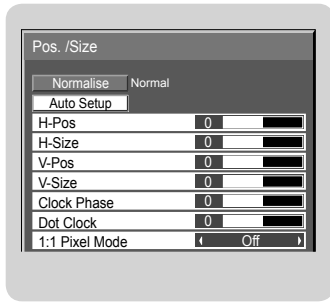 Pos. /Size
Normalise Normal
Auto Setup
H-Pos 0
H-Size 0
V-Pos 0
V-Size 0
Clock Phase 0
Dot Clock 0
1:1 Pixel Mode Off